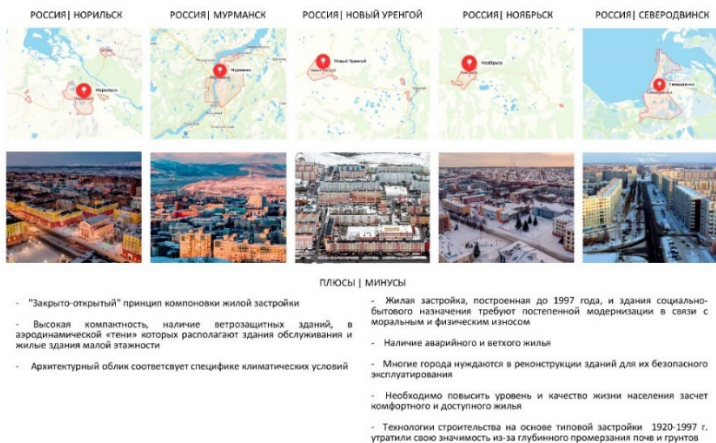 РОССИЯ| НОРИЛЬСК
РОССИЯ| МУРМАНСК
РОССИЯ| НОВЫЙ УРЕНГОЙ
РОССИЯ| НОЯБРЬСК
РОССИЯ| СЕВЕРОДВИНСК
Норильск
Мурманск
Новый Уренгой
Ноябрьск
Северодвинск
ПЛЮСЫ | МИНУСЫ
- "Закрыто-открытый" принцип компоновки жилой застройки
- Высокая компактность, наличие ветрозащитных зданий, в
аэродинамической «тени» которых располагают здания обслуживания и
жилые здания малой этажности
- Архитектурный облик соответсвует специфике климатических условий
- Жилая застройка, построенная до 1997 года, и здания социально-
бытового назначения требуют постепенной модернизации в связи с
моральным и физическим износом
- Наличие аварийного и ветхого жилья
- Многие города нуждаются в реконструкции зданий для их безопасного
эксплуатирования
- Необходимо повысить уровень и качество жизни населения засчет
комфортного и доступного жилья
- Технологии строительства на основе типовой застройки 1920-1997 г.
утратили свою значимость из-за глубинного промерзания почв и грунтов